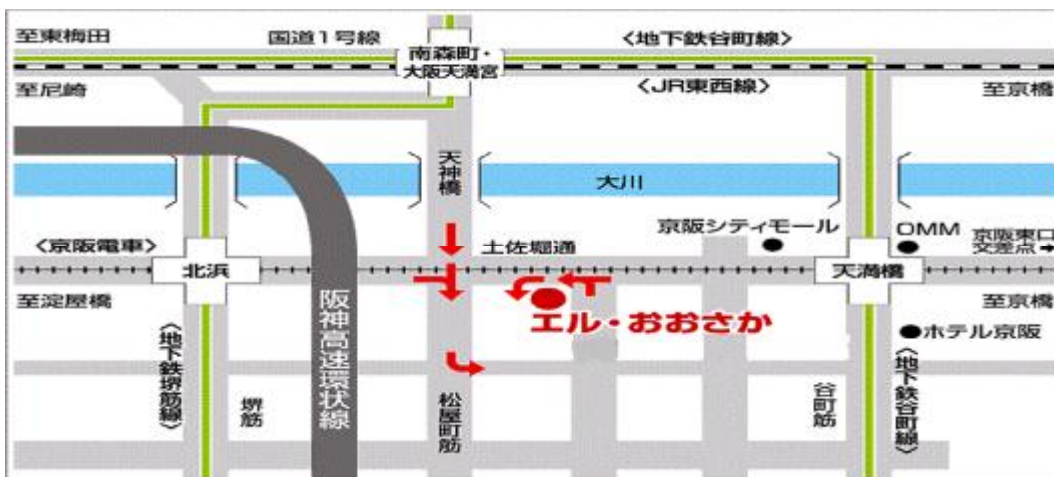 至東梅田
国道1号線
〈地下鉄谷町線〉
南森町・
大阪天満宮
至尼崎
〈JR東西線〉
至京橋
天神橋
大川
京阪シティモール
OMM
京阪東口
交差点→
〈京阪電車〉
土佐堀通
北浜
天満橋
至淀屋橋
至京橋
エル・おおさか
ホテル京阪
阪神高速環状線
〈地下鉄堺筋線〉
堺筋
松屋町筋
谷町筋
〈地下鉄谷町線〉